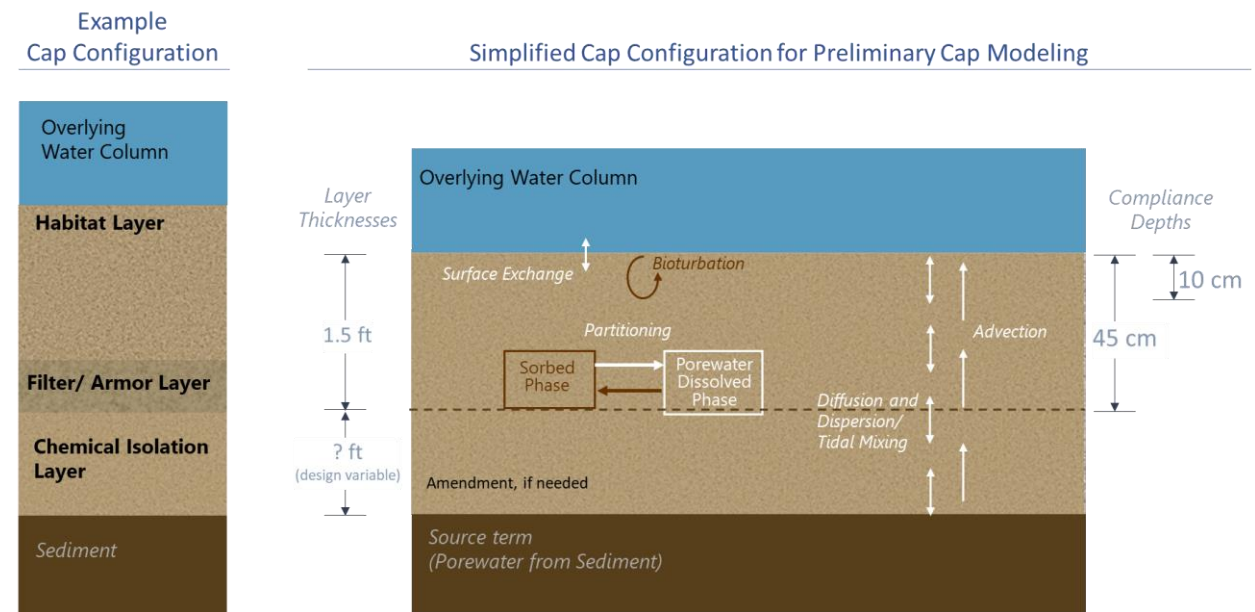 Example
Cap Configuration
Simplified Cap Configuration for Preliminary Cap Modeling
Overlying
Water Column
Habitat Layer
Filter/ Armor Layer
Chemical Isolation
Layer
Sediment
Layer
Thicknesses
1.5 ft
? ft
(design variable)
Overlying Water Column
Surface Exchange
Bioturbation
Partitioning
Sorbed
Phase
Porewater
Dissolved
Phase
Advection
Diffusion and
Dispersion/
Tidal Mixing
Amendment, if needed
Source term
(Porewater from Sediment)
Compliance
Depths
10 cm
45 cm